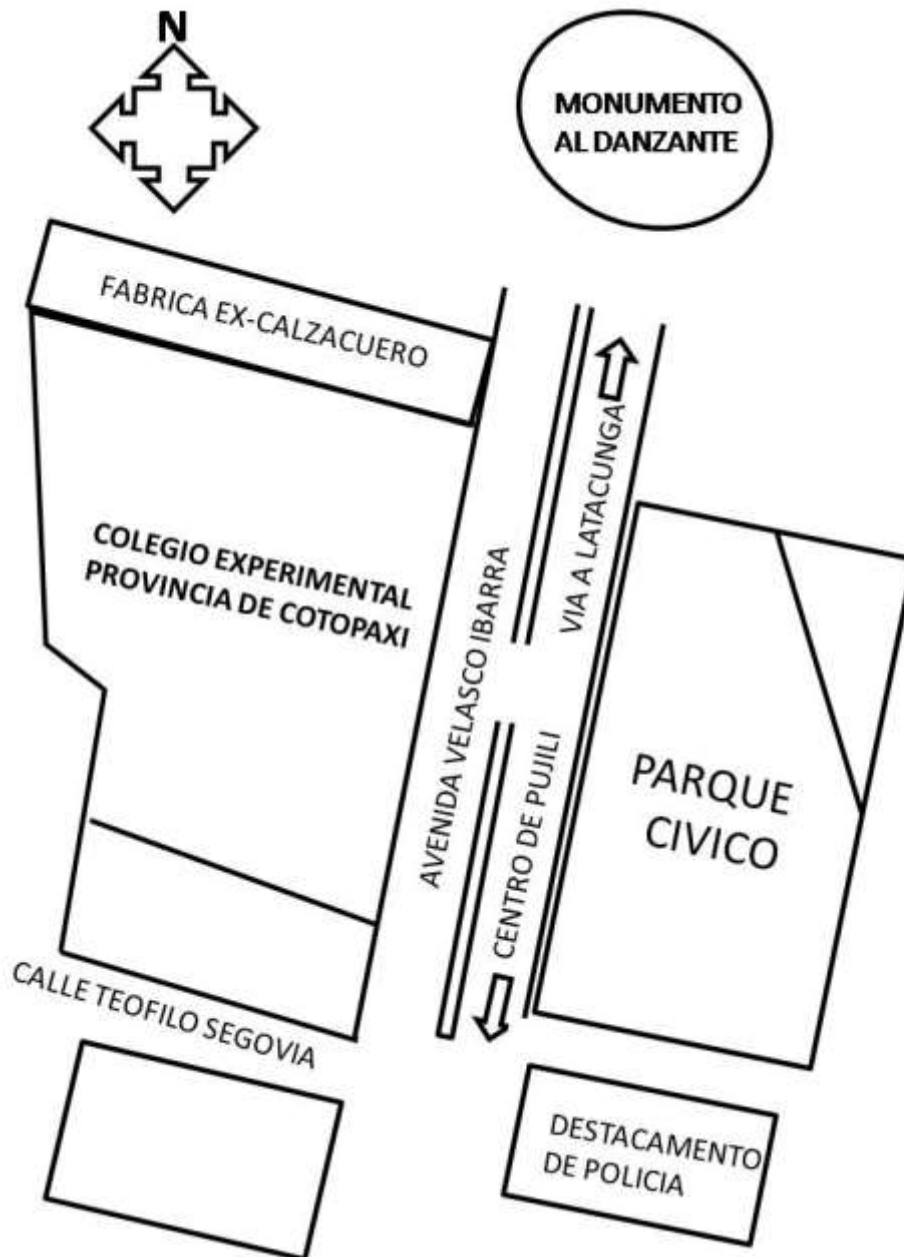 N
MONUMENTO
AL DANZANTE
FABRICA EX-CALZACUERO
VIA A LATACUNGA
COLEGIO EXPERIMENTAL
PROVINCIA DE COTOPAXI
AVENIDA VELASCO IBARRA
CENTRO DE PUJILI
PARQUE
CIVICO
CALLE TEOFILO SEGOVIA
DESTACAMENTO
DE POLICIA